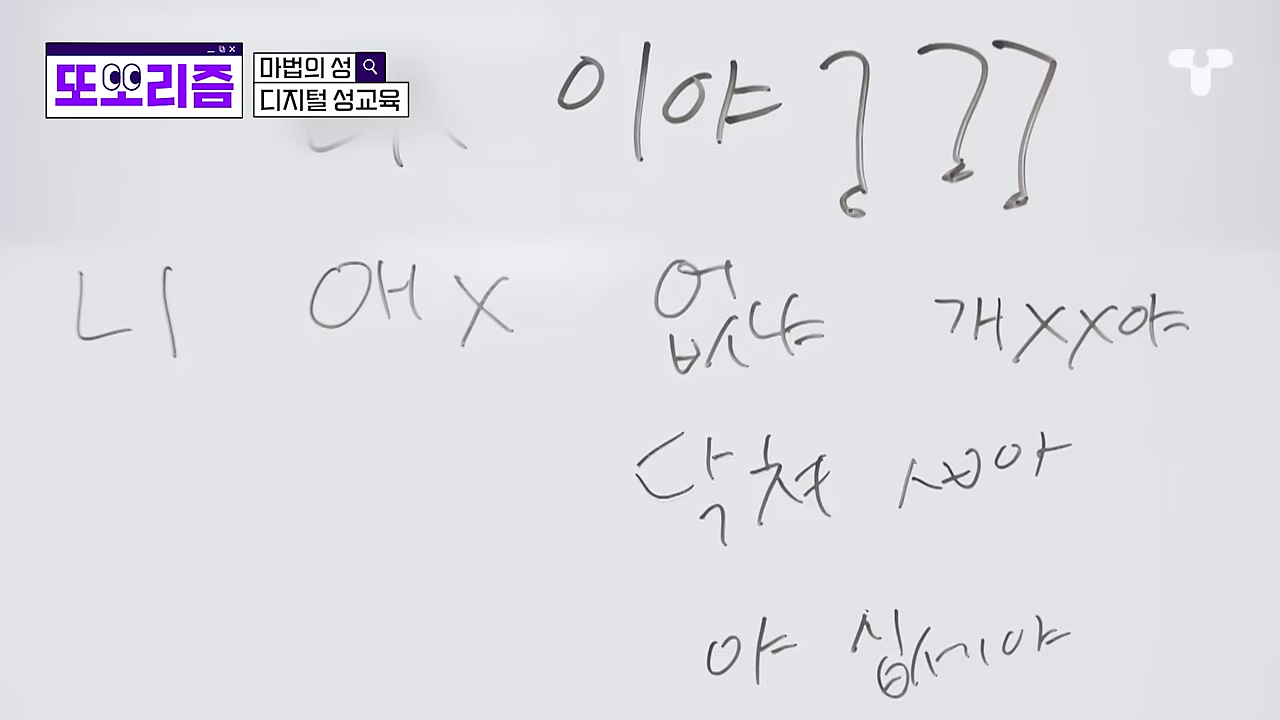 또오리즘
마법의 성
디지털 성교육
이야???
니 애X 없냐 개XX야
닥쳐 ㅅㅂ아
야 십새야